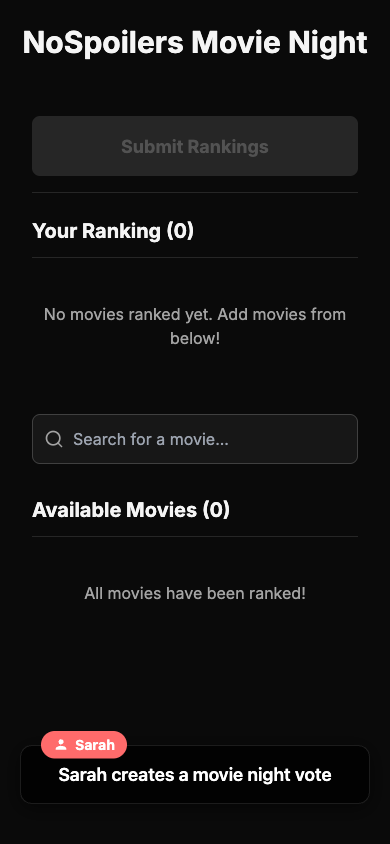 NoSpoilers Movie Night
Submit Rankings
Your Ranking (0)
No movies ranked yet. Add movies from
below!
Search for a movie...
Available Movies (0)
All movies have been ranked!
Sarah
Sarah creates a movie night vote